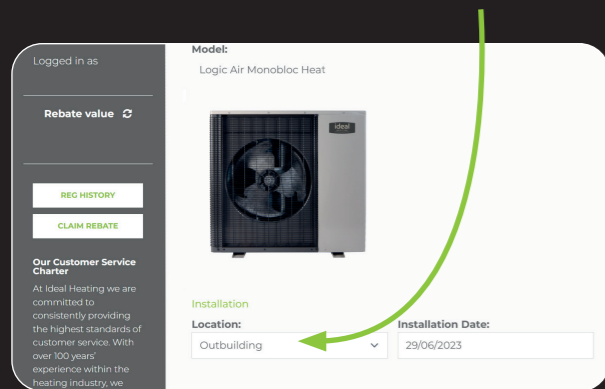 Logged in as
Rebate value
REG HISTORY
CLAIM REBATE
Our Customer Service
Charter
At Ideal Heating we are
committed to
consistently providing
the highest standards of
customer service. With
over 100 years'
experience within the
heating industry, we
Model:
Logic Air Monobloc Heat
ideal
Installation
Location:
Outbuilding
Installation Date:
29/06/2023